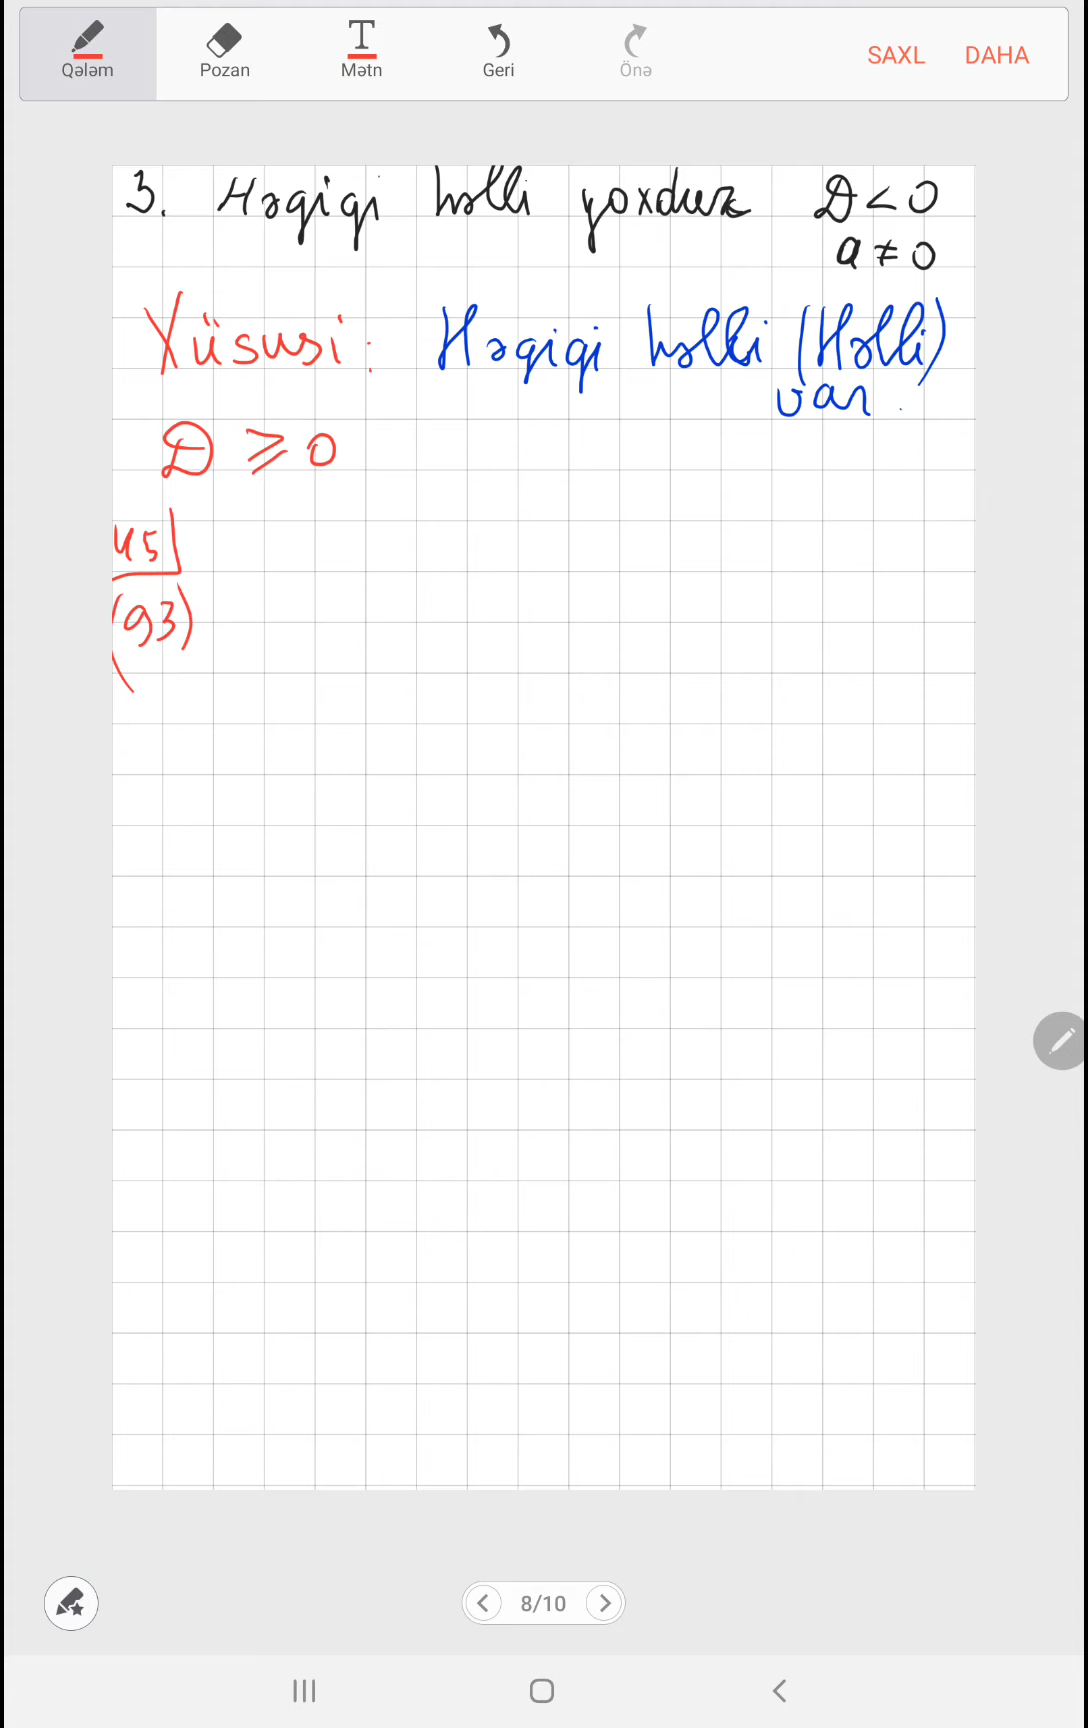 Qələm Pozan Mətn Geri Önə SAXL DAHA
3. Həqiqi həlli yoxdur D < 0
a ≠ 0
Xüsusi: Həqiqi həlli (Həlli)
var.
D ⩾ 0
45
(93)
8/10